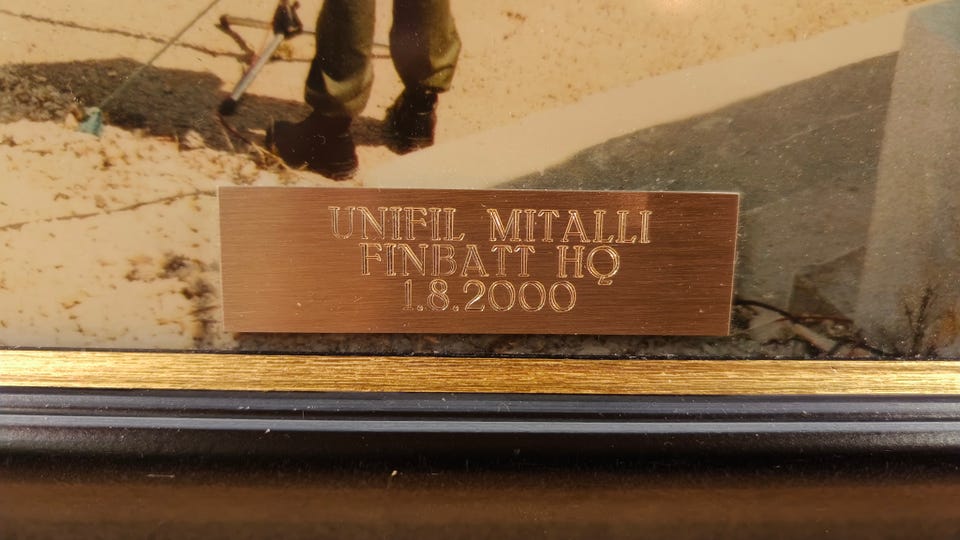 UNIFIL MITALLI
FINBATT HQ
1.8.2000